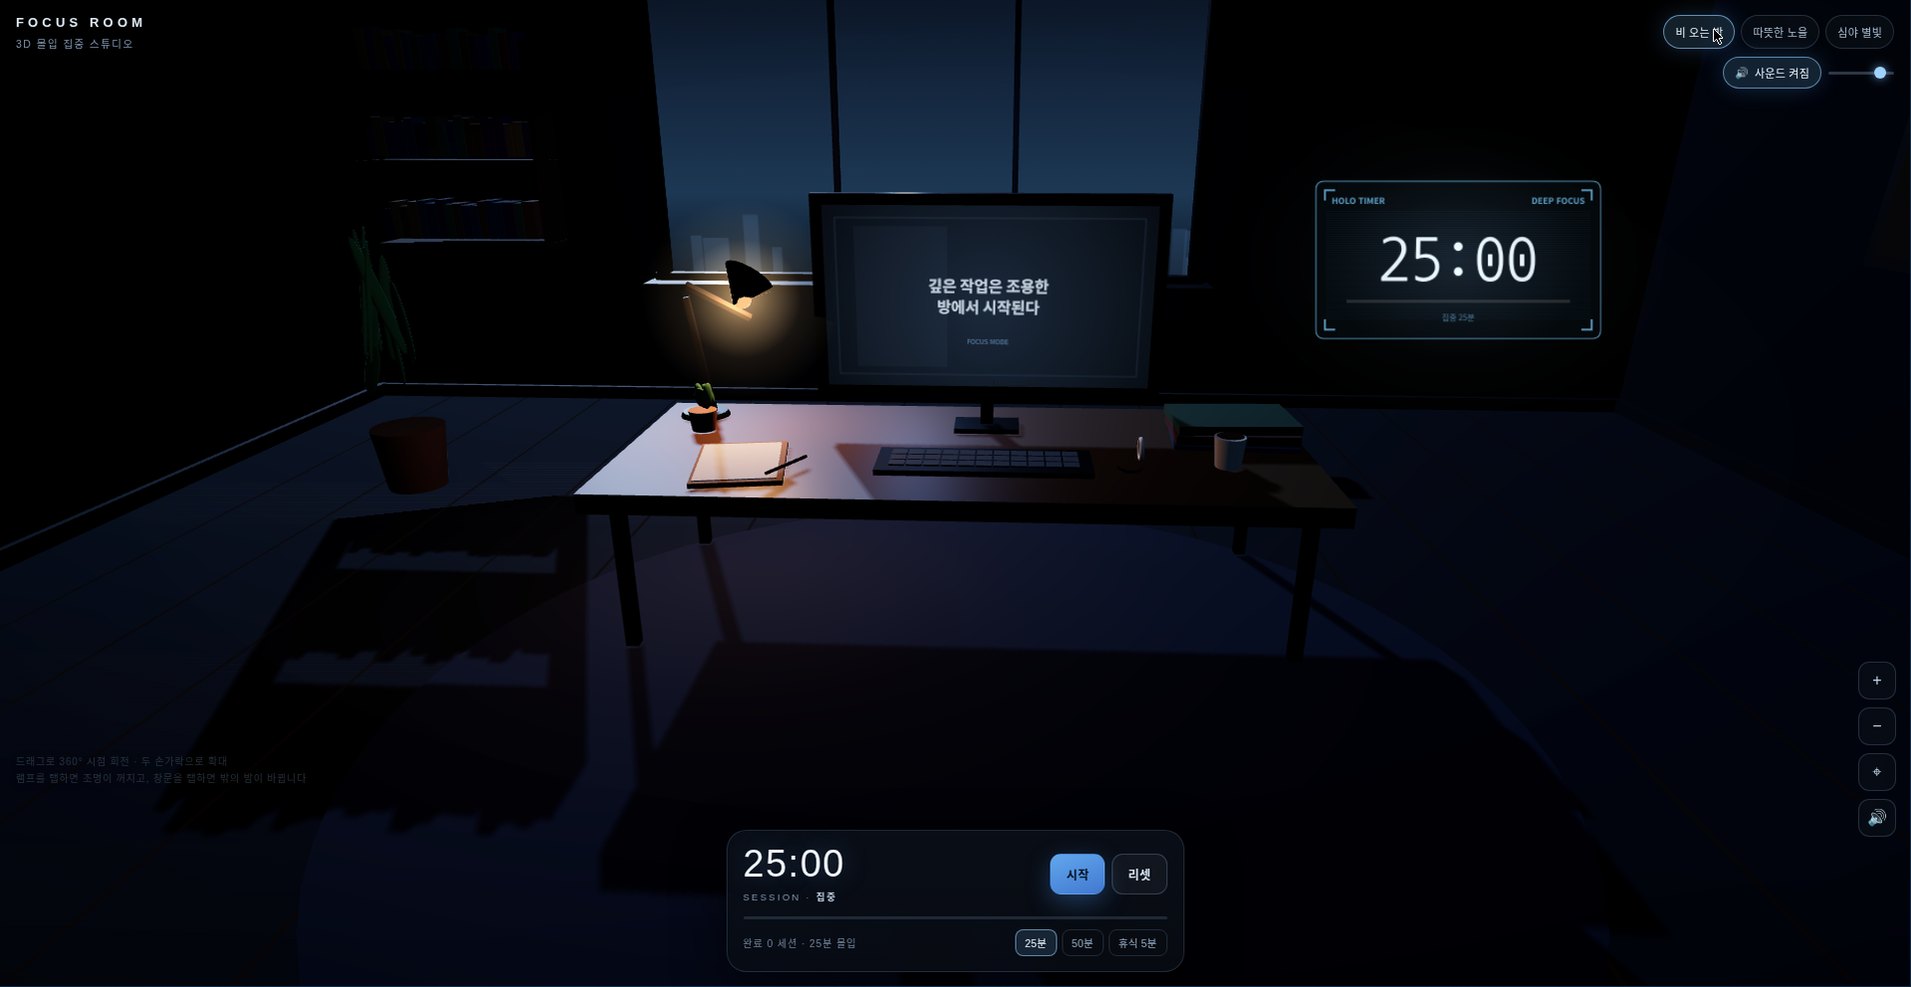 FOCUS ROOM
3D 몰입 집중 스튜디오
비 오는
따뜻한 노을
심야 별빛
사운드 켜짐
HOLO TIMER
DEEP FOCUS
25:00
집중 25분
깊은 작업은 조용한
방에서 시작된다
FOCUS MODE
드래그로 360° 시점 회전 · 두 손가락으로 확대
램프를 탭하면 조명이 꺼지고, 창문을 탭하면 밖의 밤이 바뀝니다
+
−
25:00
SESSION · 집중
시작
리셋
완료 0 세션 · 25분 몰입
25분
50분
휴식 5분